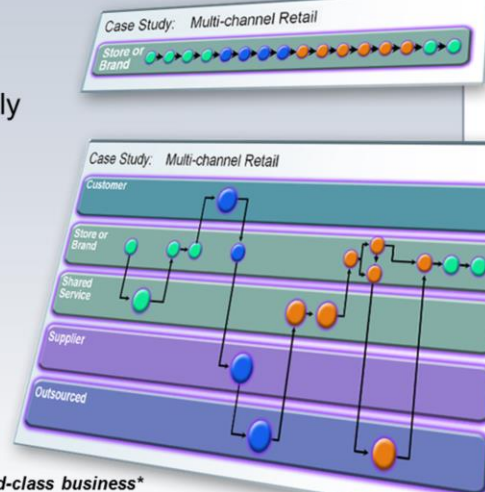 Case Study: Multi-channel Retail
Store or
Brand
ly
Case Study: Multi-channel Retail
Customer
Store or
Brand
Shared
Service
Supplier
Outsourced
d-class business*